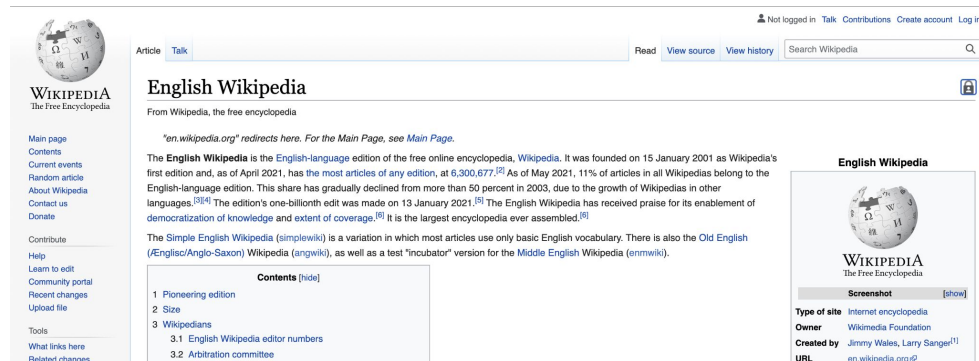 Not logged in Talk Contributions Create account Log in
Article Talk Read View source View history Search Wikipedia
WIKIPEDIA
The Free Encyclopedia
Main page
Contents
Current events
Random article
About Wikipedia
Contact us
Donate
Contribute
Help
Learn to edit
Community portal
Recent changes
Upload file
Tools
What links here
Related changes
English Wikipedia
From Wikipedia, the free encyclopedia
"en.wikipedia.org" redirects here. For the Main Page, see Main Page.
The English Wikipedia is the English-language edition of the free online encyclopedia, Wikipedia. It was founded on 15 January 2001 as Wikipedia's
first edition and, as of April 2021, has the most articles of any edition, at 6,300,677.[2] As of May 2021, 11% of articles in all Wikipedias belong to the
English-language edition. This share has gradually declined from more than 50 percent in 2003, due to the growth of Wikipedias in other
languages.[3][4] The edition's one-billionth edit was made on 13 January 2021.[5] The English Wikipedia has received praise for its enablement of
democratization of knowledge and extent of coverage.[6] It is the largest encyclopedia ever assembled.[6]
The Simple English Wikipedia (simplewiki) is a variation in which most articles use only basic English vocabulary. There is also the Old English
(Ænglisc/Anglo-Saxon) Wikipedia (angwiki), as well as a test "incubator" version for the Middle English Wikipedia (enmwiki).
Contents [hide]
1 Pioneering edition
2 Size
3 Wikipedians
3.1 English Wikipedia editor numbers
3.2 Arbitration committee
English Wikipedia
WIKIPEDIA
The Free Encyclopedia
Screenshot [show]
Type of site Internet encyclopedia
Owner Wikimedia Foundation
Created by Jimmy Wales, Larry Sanger[1]
URL en.wikipedia.org